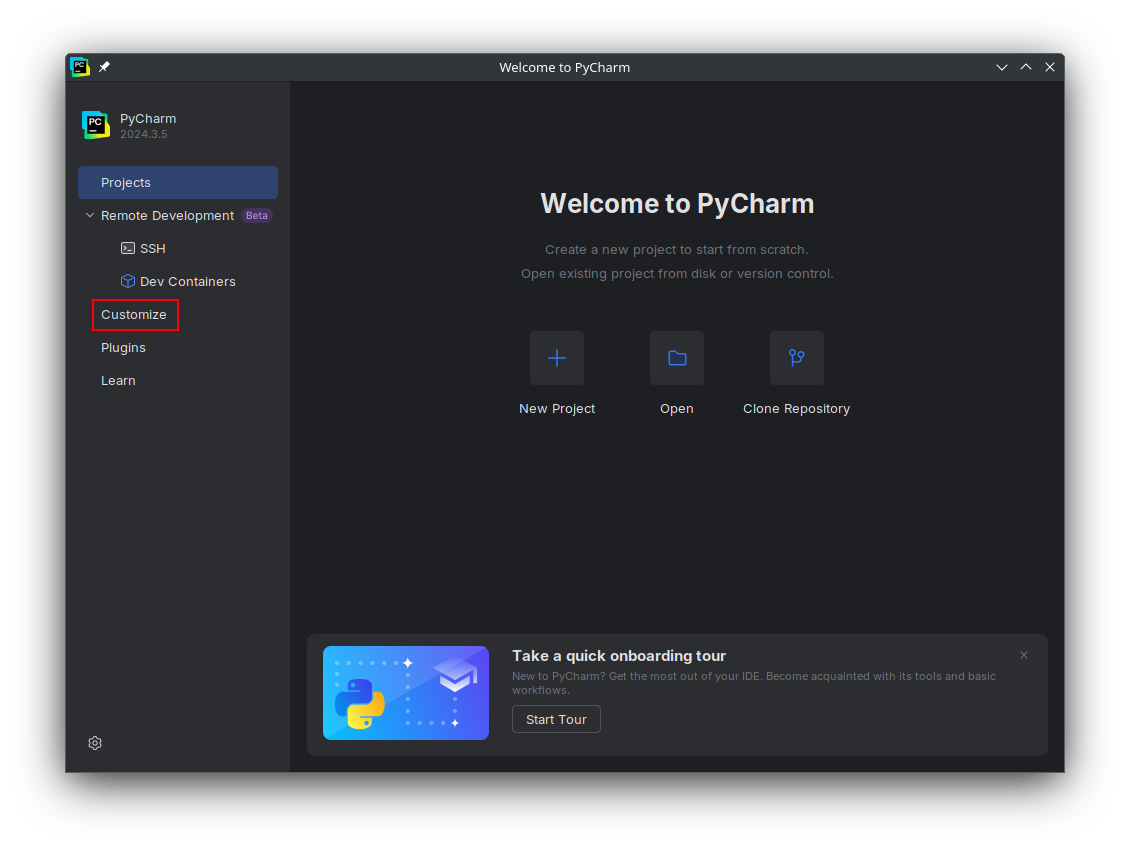 Welcome to PyCharm
PC
PC
PyCharm
2024.3.5
Projects
Remote Development Beta
SSH
Dev Containers
Customize
Plugins
Learn
Welcome to PyCharm
Create a new project to start from scratch.
Open existing project from disk or version control.
New Project
Open
Clone Repository
Take a quick onboarding tour
New to PyCharm? Get the most out of your IDE. Become acquainted with its tools and basic
workflows.
Start Tour